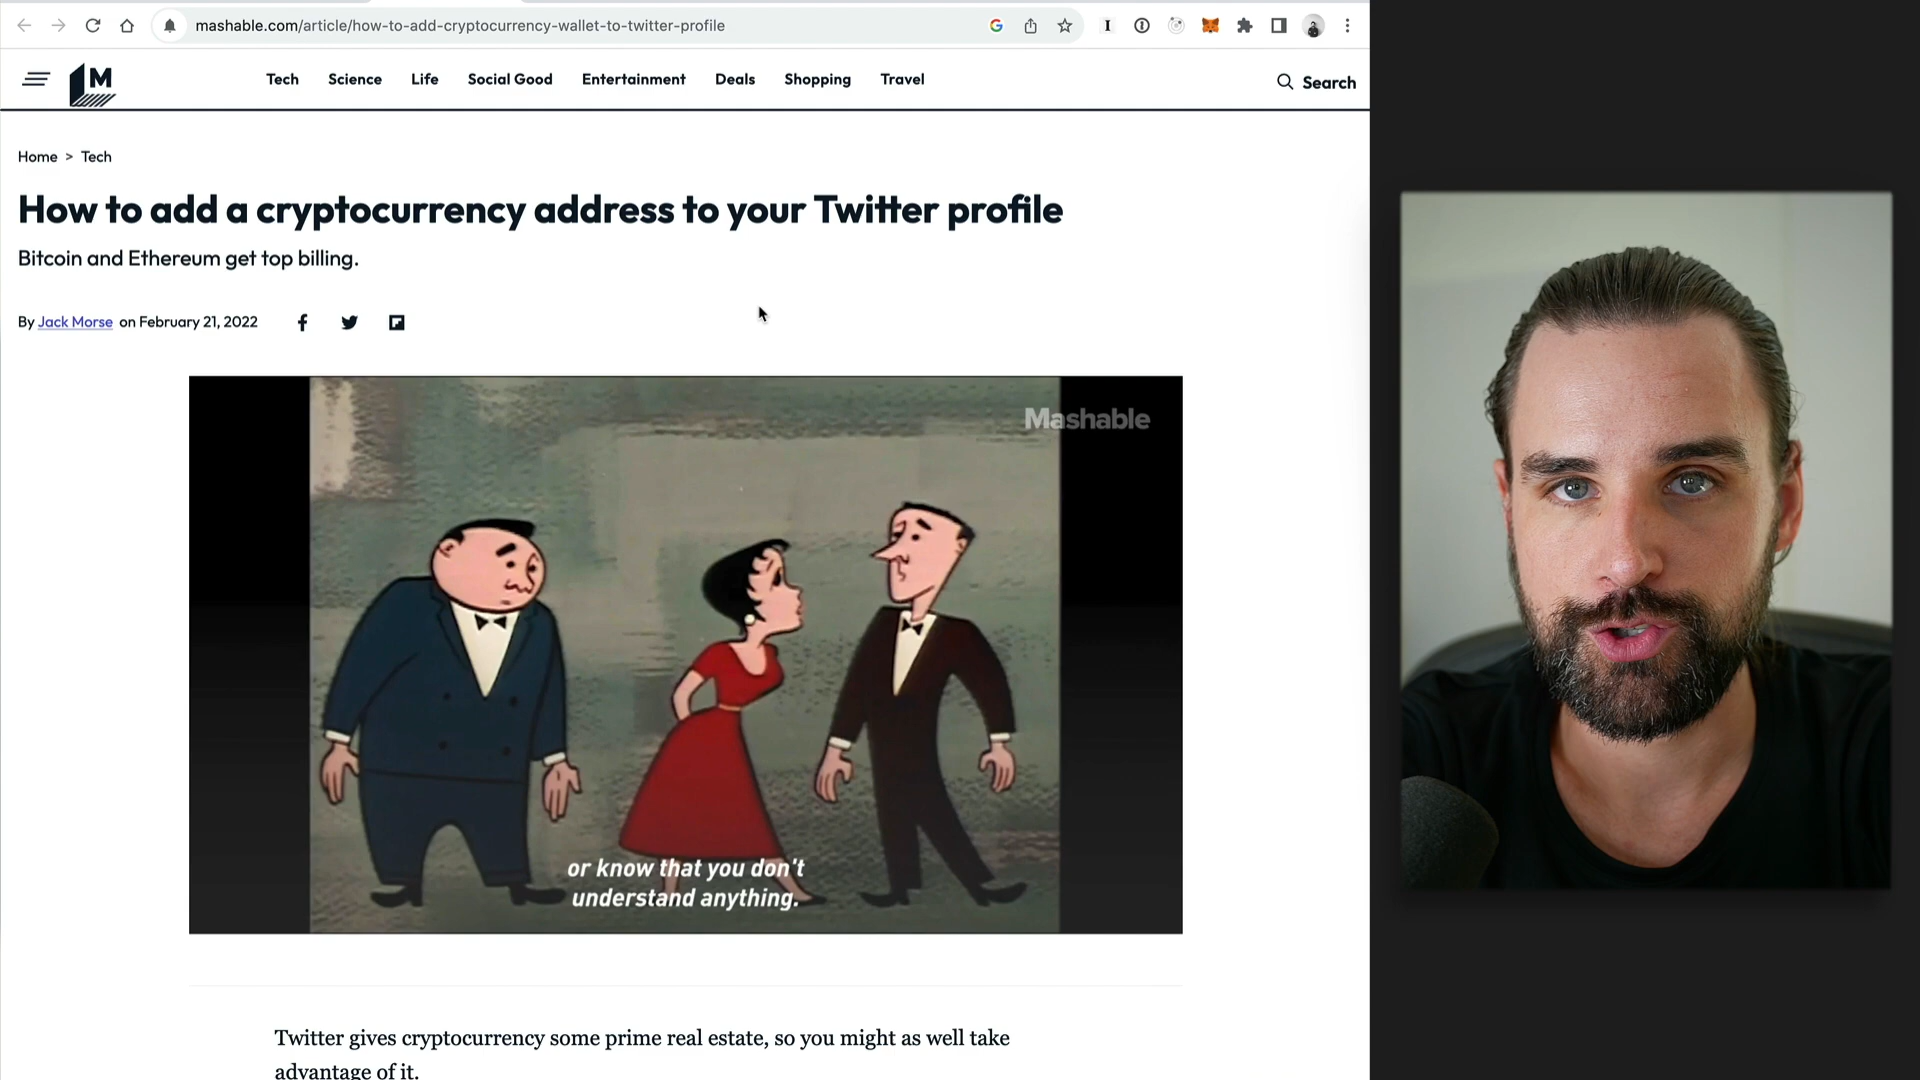 mashable.com/article/how-to-add-cryptocurrency-wallet-to-twitter-profile
M
Tech Science Life Social Good Entertainment Deals Shopping Travel
Search
Home > Tech
How to add a cryptocurrency address to your Twitter profile
Bitcoin and Ethereum get top billing.
By Jack Morse on February 21, 2022
Mashable
or know that you don't
understand anything.
Twitter gives cryptocurrency some prime real estate, so you might as well take
advantage of it.